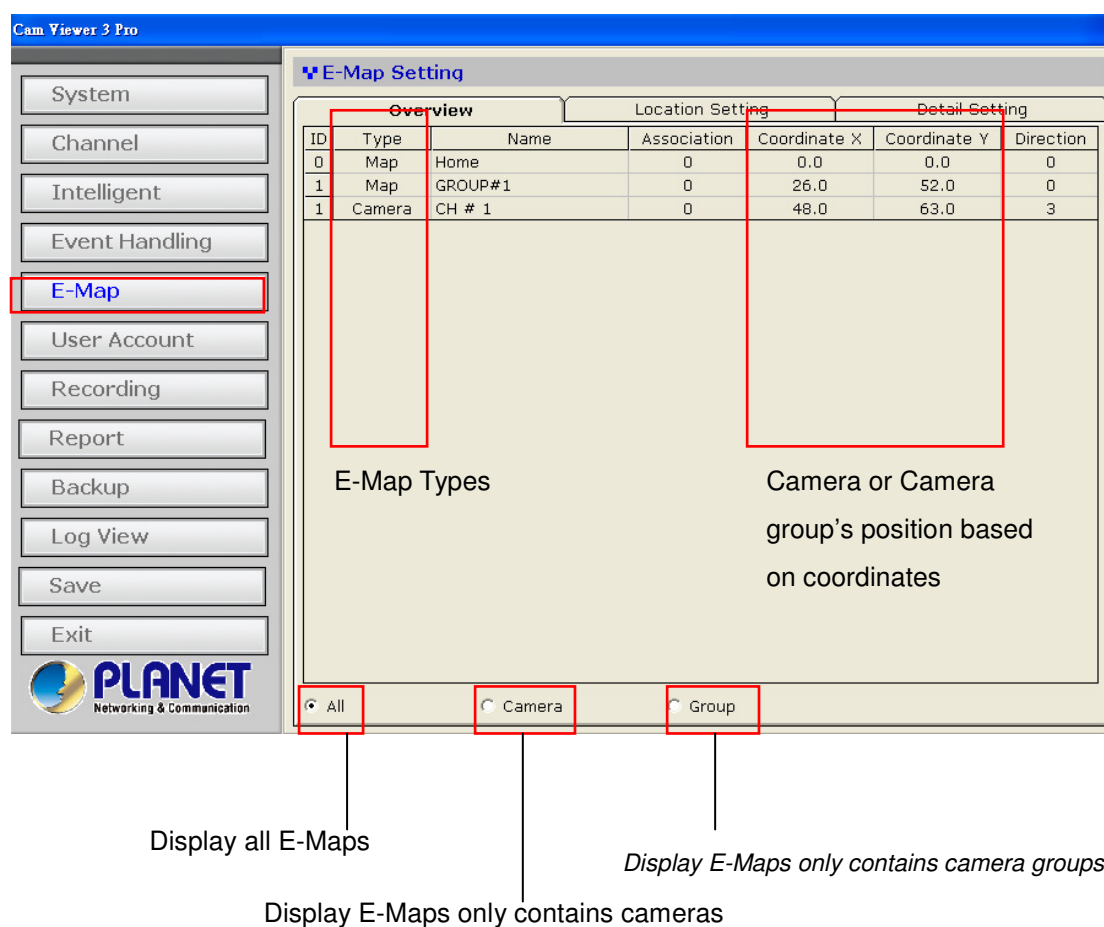 Cam Viewer 3 Pro
System
Channel
Intelligent
Event Handling
E-Map
User Account
Recording
Report
Backup
Log View
Save
Exit
PLANET
Networking & Communication
E-Map Setting
Overview Location Setting Detail Setting
ID Type Name Association Coordinate X Coordinate Y Direction
0 Map Home 0 0.0 0.0 0
1 Map GROUP#1 0 26.0 52.0 0
1 Camera CH # 1 0 48.0 63.0 3
E-Map Types
Camera or Camera
group's position based
on coordinates
All Camera Group
Display all E-Maps
Display E-Maps only contains camera groups
Display E-Maps only contains cameras